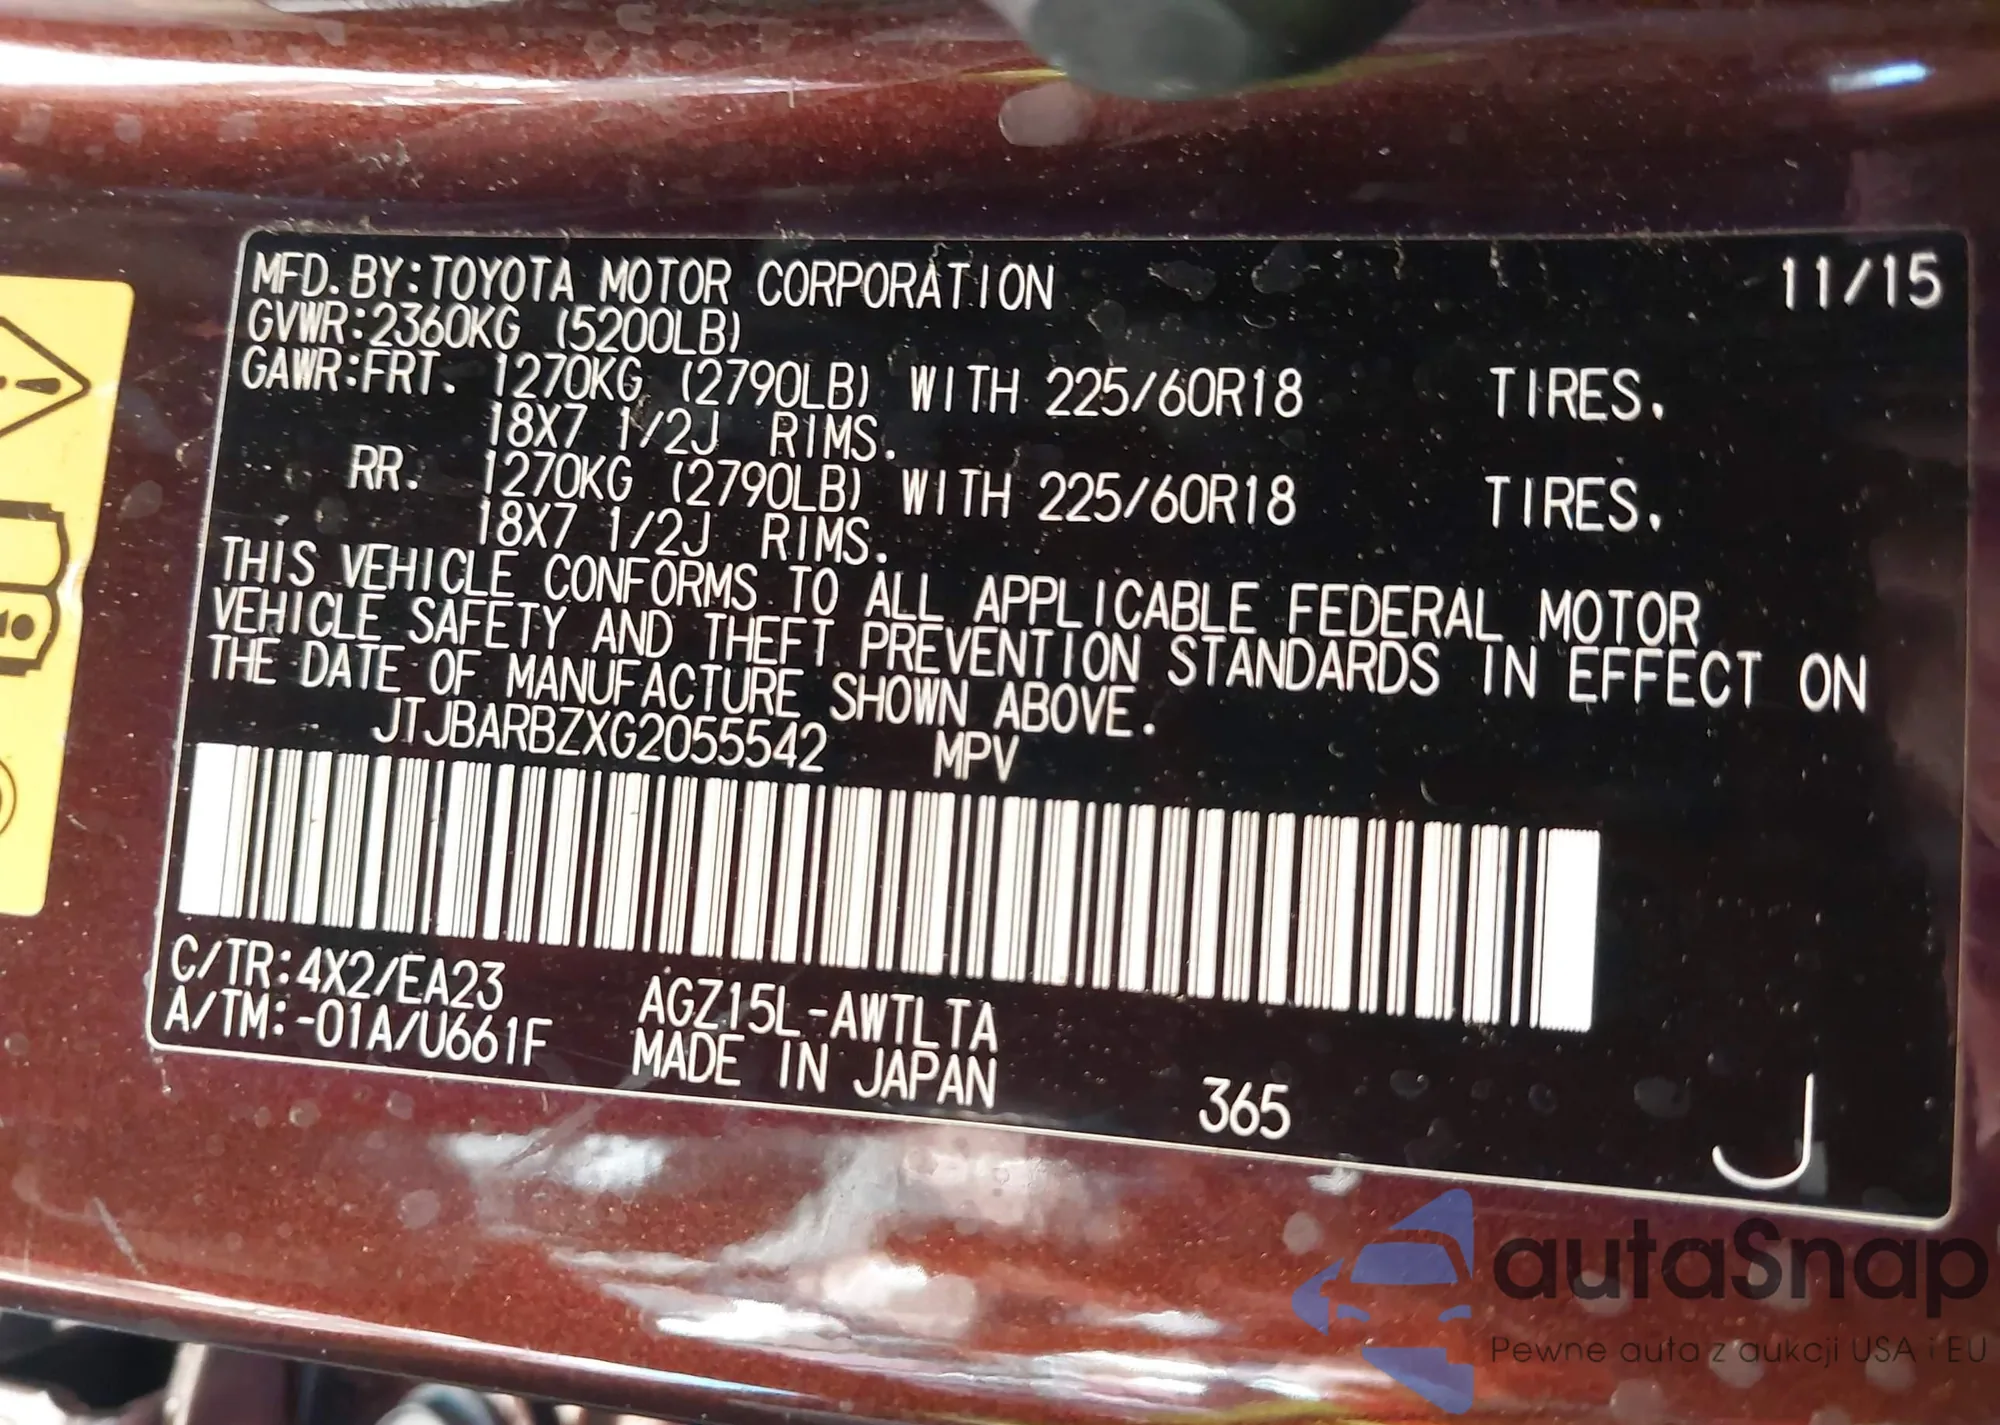 MFD. BY: TOYOTA MOTOR CORPORATION 11/15
GVWR: 2360KG (5200LB)
GAWR: FRT. 1270KG (2790LB) WITH 225/60R18 TIRES.
18X7 1/2J RIMS.
RR. 1270KG (2790LB) WITH 225/60R18 TIRES.
18X7 1/2J RIMS.
THIS VEHICLE CONFORMS TO ALL APPLICABLE FEDERAL MOTOR
VEHICLE SAFETY AND THEFT PREVENTION STANDARDS IN EFFECT ON
THE DATE OF MANUFACTURE SHOWN ABOVE.
JTJBARBZXG2055542 MPV
C/TR: 4X2/EA23 AGZ15L-AWTLTA
A/TM: -01A/U661F MADE IN JAPAN 365
J
autaSnap
Pewne auta z aukcji USA i EU